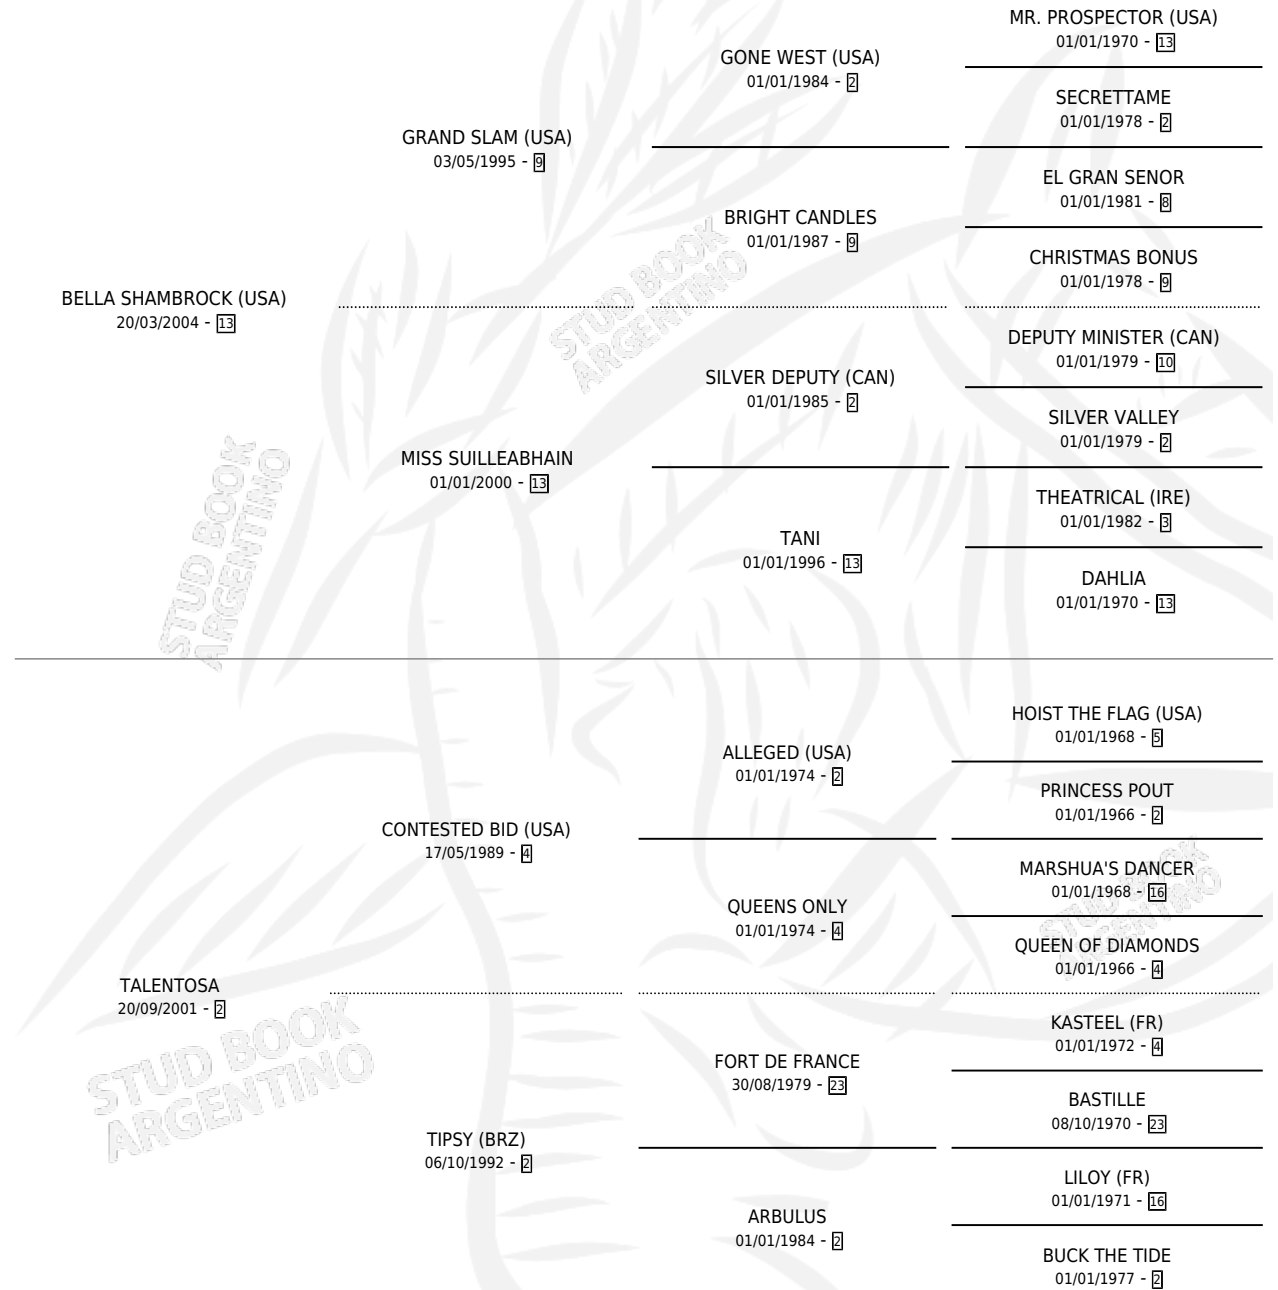 MR. PROSPECTOR (USA)
01/01/1970 - 13
GONE WEST (USA)
01/01/1984 - 2
SECRETTAME
01/01/1978 - 2
GRAND SLAM (USA)
03/05/1995 - 9
EL GRAN SENOR
01/01/1981 - 8
BRIGHT CANDLES
01/01/1987 - 9
CHRISTMAS BONUS
01/01/1978 - 9
BELLA SHAMBROCK (USA)
20/03/2004 - 13
DEPUTY MINISTER (CAN)
01/01/1979 - 10
SILVER DEPUTY (CAN)
01/01/1985 - 2
SILVER VALLEY
01/01/1979 - 2
MISS SUILLEABHAIN
01/01/2000 - 13
THEATRICAL (IRE)
01/01/1982 - 3
TANI
01/01/1996 - 13
DAHLIA
01/01/1970 - 13
HOIST THE FLAG (USA)
01/01/1968 - 5
ALLEGED (USA)
01/01/1974 - 2
PRINCESS POUT
01/01/1966 - 2
CONTESTED BID (USA)
17/05/1989 - 4
MARSHUA'S DANCER
01/01/1968 - 16
QUEENS ONLY
01/01/1974 - 4
QUEEN OF DIAMONDS
01/01/1966 - 4
TALENTOSA
20/09/2001 - 2
KASTEEL (FR)
01/01/1972 - 4
FORT DE FRANCE
30/08/1979 - 23
BASTILLE
08/10/1970 - 23
TIPSY (BRZ)
06/10/1992 - 2
LILOY (FR)
01/01/1971 - 16
ARBULUS
01/01/1984 - 2
BUCK THE TIDE
01/01/1977 - 2
STUD BOOK
ARGENTINO
STUD BOOK
ARGENTINO
STUD BOOK
ARGENTINO
STUD BOOK
ARGENTINO